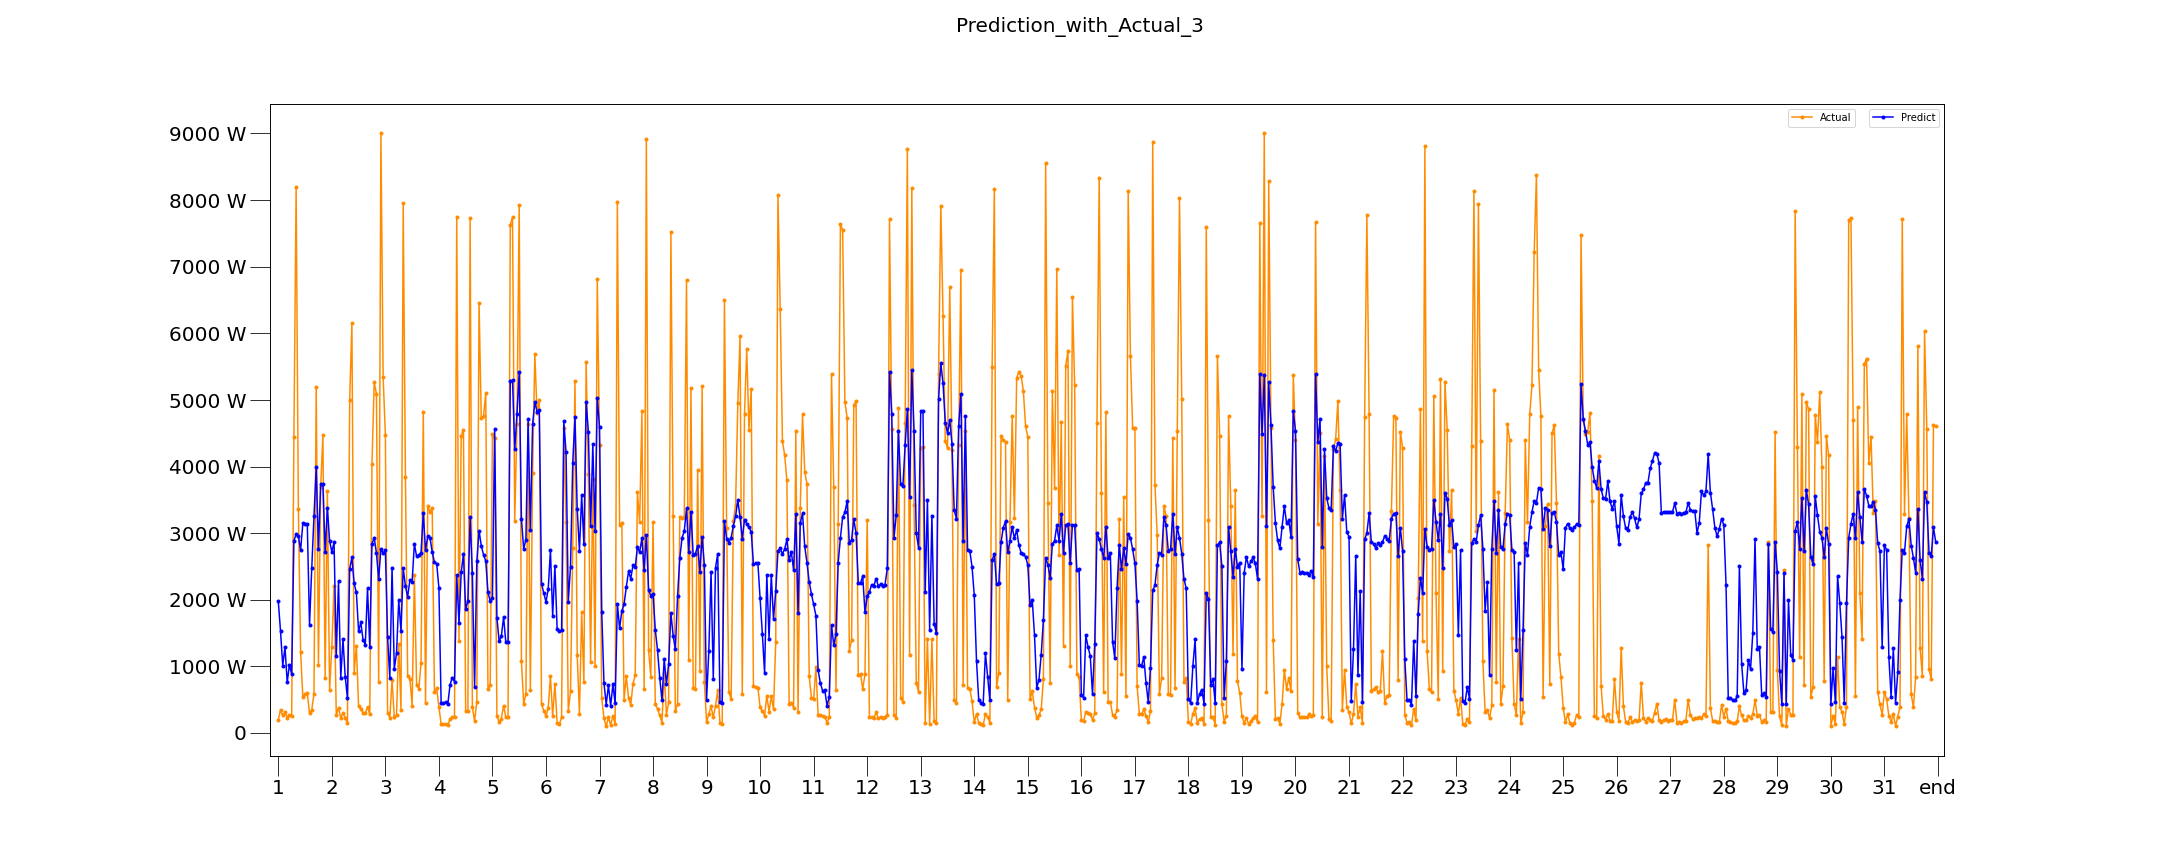 Prediction_with_Actual_3
Actual Predict
9000 W
8000 W
7000 W
6000 W
5000 W
4000 W
3000 W
2000 W
1000 W
0
1 2 3 4 5 6 7 8 9 10 11 12 13 14 15 16 17 18 19 20 21 22 23 24 25 26 27 28 29 30 31 end